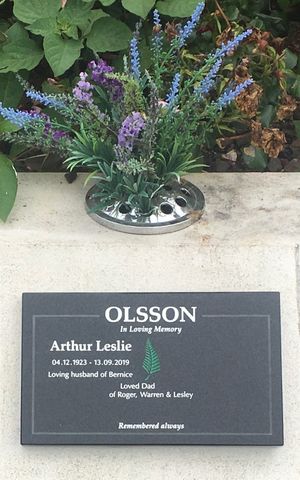 OLSSON
In Loving Memory
Arthur Leslie
04.12.1923 - 13.09.2019
Loving husband of Bernice
Loved Dad
of Roger, Warren & Lesley
Remembered always